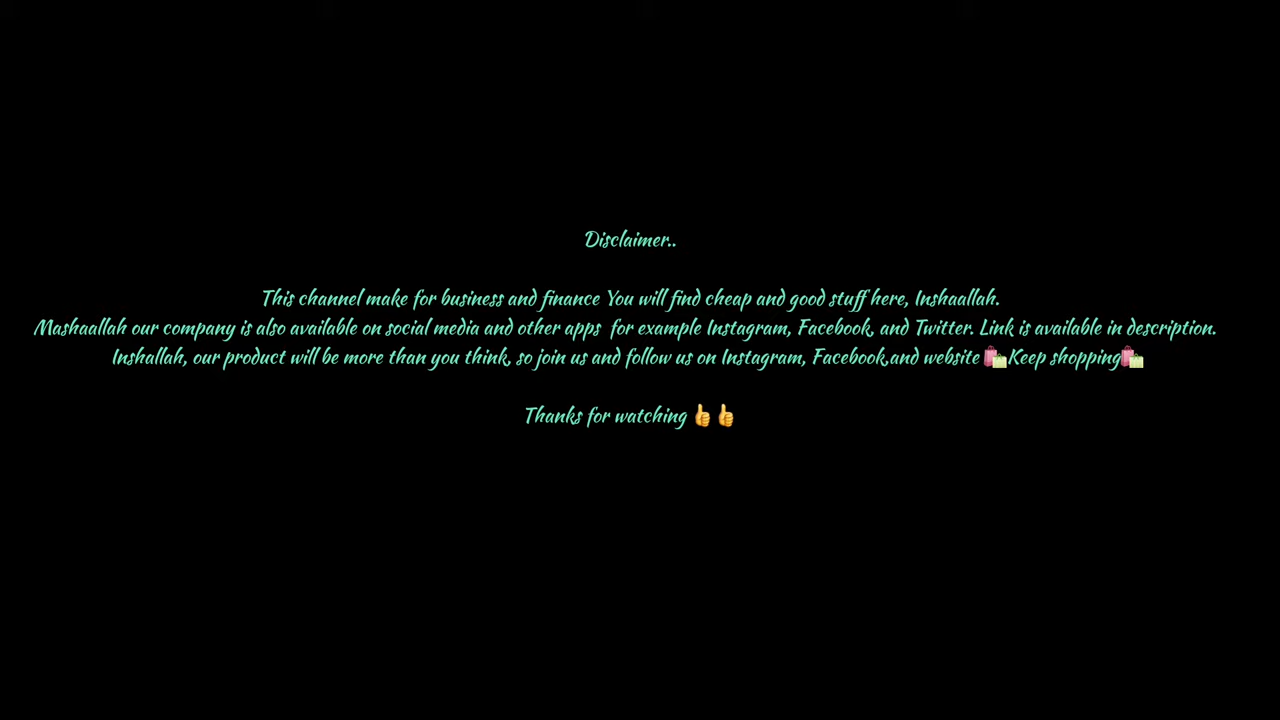 Disclaimer..
This channel make for business and finance You will find cheap and good stuff here, Inshaallah.
Mashaallah our company is also available on social media and other apps  for example Instagram, Facebook, and Twitter. Link is available in description.
Inshallah, our product will be more than you think, so join us and follow us on Instagram, Facebook,and website 🛍️Keep shopping🛍️
Thanks for watching 👍👍